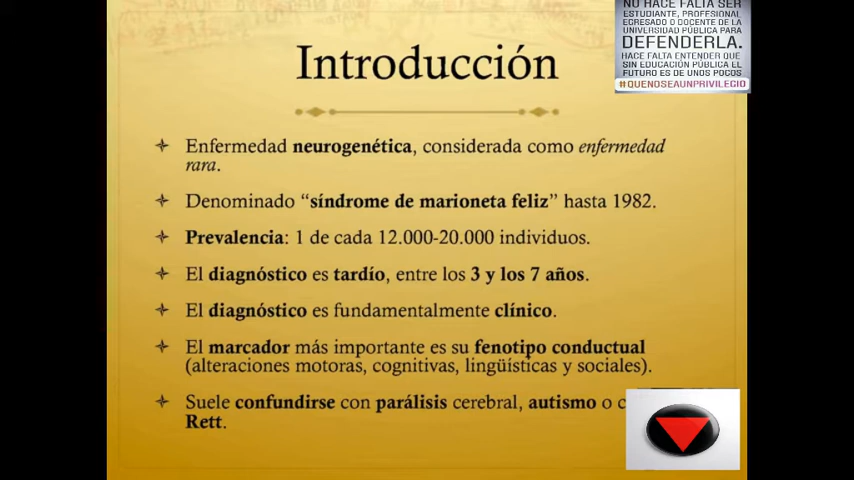 NO HACE FALTA SER
ESTUDIANTE, PROFESIONAL
EGRESADO O DOCENTE DE LA
UNIVERSIDAD PÚBLICA PARA
DEFENDERLA.
HACE FALTA ENTENDER QUE
SIN EDUCACIÓN PÚBLICA EL
FUTURO ES DE UNOS POCOS
#QUENOSEAUNPRIVILEGIO
Introducción
Enfermedad neurogenética, considerada como enfermedad
rara.
Denominado “síndrome de marioneta feliz” hasta 1982.
Prevalencia: 1 de cada 12.000-20.000 individuos.
El diagnóstico es tardío, entre los 3 y los 7 años.
El diagnóstico es fundamentalmente clínico.
El marcador más importante es su fenotipo conductual
(alteraciones motoras, cognitivas, lingüísticas y sociales).
Suele confundirse con parálisis cerebral, autismo o
Rett.